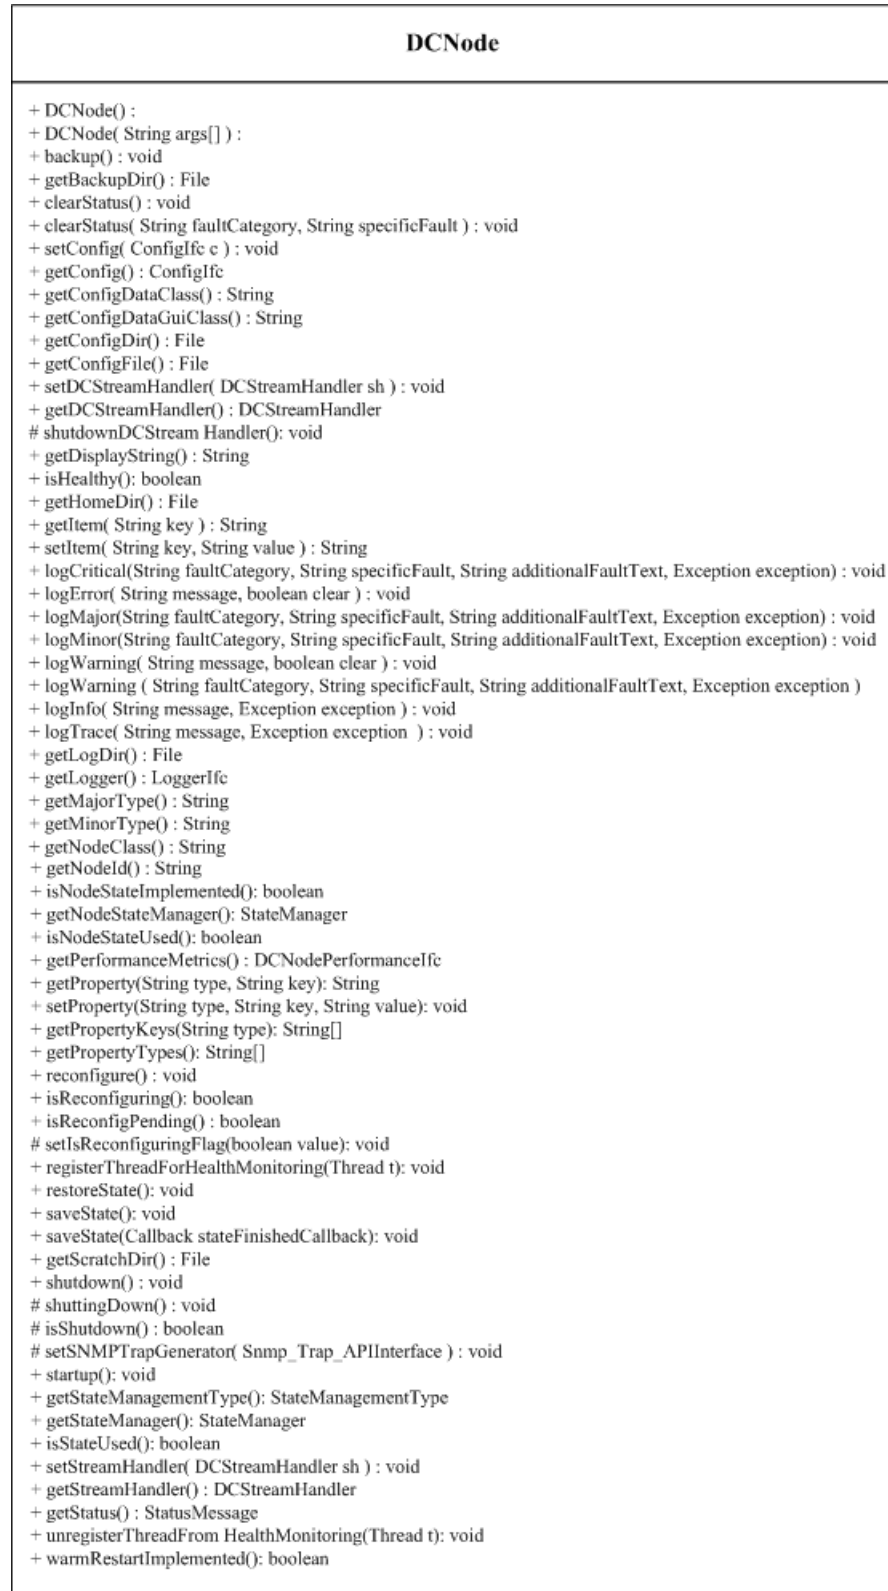 DCNode
+ DCNode() :
+ DCNode( String args[] ) :
+ backup() : void
+ getBackupDir() : File
+ clearStatus() : void
+ clearStatus( String faultCategory, String specificFault ) : void
+ setConfig( ConfigIfc c ) : void
+ getConfig() : ConfigIfc
+ getConfigDataClass() : String
+ getConfigDataGuiClass() : String
+ getConfigDir() : File
+ getConfigFile() : File
+ setDCStreamHandler( DCStreamHandler sh ) : void
+ getDCStreamHandler() : DCStreamHandler
# shutdownDCStream Handler(): void
+ getDisplayString() : String
+ isHealthy(): boolean
+ getHomeDir() : File
+ getItem( String key ) : String
+ setItem( String key, String value ) : String
+ logCritical(String faultCategory, String specificFault, String additionalFaultText, Exception exception) : void
+ logError( String message, boolean clear ) : void
+ logMajor(String faultCategory, String specificFault, String additionalFaultText, Exception exception) : void
+ logMinor(String faultCategory, String specificFault, String additionalFaultText, Exception exception) : void
+ logWarning( String message, boolean clear ) : void
+ logWarning ( String faultCategory, String specificFault, String additionalFaultText, Exception exception )
+ logInfo( String message, Exception exception ) : void
+ logTrace( String message, Exception exception  ) : void
+ getLogDir() : File
+ getLogger() : LoggerIfc
+ getMajorType() : String
+ getMinorType() : String
+ getNodeClass() : String
+ getNodeId() : String
+ isNodeStateImplemented(): boolean
+ getNodeStateManager(): StateManager
+ isNodeStateUsed(): boolean
+ getPerformanceMetrics() : DCNodePerformanceIfc
+ getProperty(String type, String key): String
+ setProperty(String type, String key, String value): void
+ getPropertyKeys(String type): String[]
+ getPropertyTypes(): String[]
+ reconfigure() : void
+ isReconfiguring(): boolean
+ isReconfigPending() : boolean
# setIsReconfiguringFlag(boolean value): void
+ registerThreadForHealthMonitoring(Thread t): void
+ restoreState(): void
+ saveState(): void
+ saveState(Callback stateFinishedCallback): void
+ getScratchDir() : File
+ shutdown() : void
# shuttingDown() : void
# isShutdown() : boolean
# setSNMPTrapGenerator( Snmp_Trap_APIInterface ) : void
+ startup(): void
+ getStateManagementType(): StateManagementType
+ getStateManager(): StateManager
+ isStateUsed(): boolean
+ setStreamHandler( DCStreamHandler sh ) : void
+ getStreamHandler() : DCStreamHandler
+ getStatus() : StatusMessage
+ unregisterThreadFrom HealthMonitoring(Thread t): void
+ warmRestartImplemented(): boolean